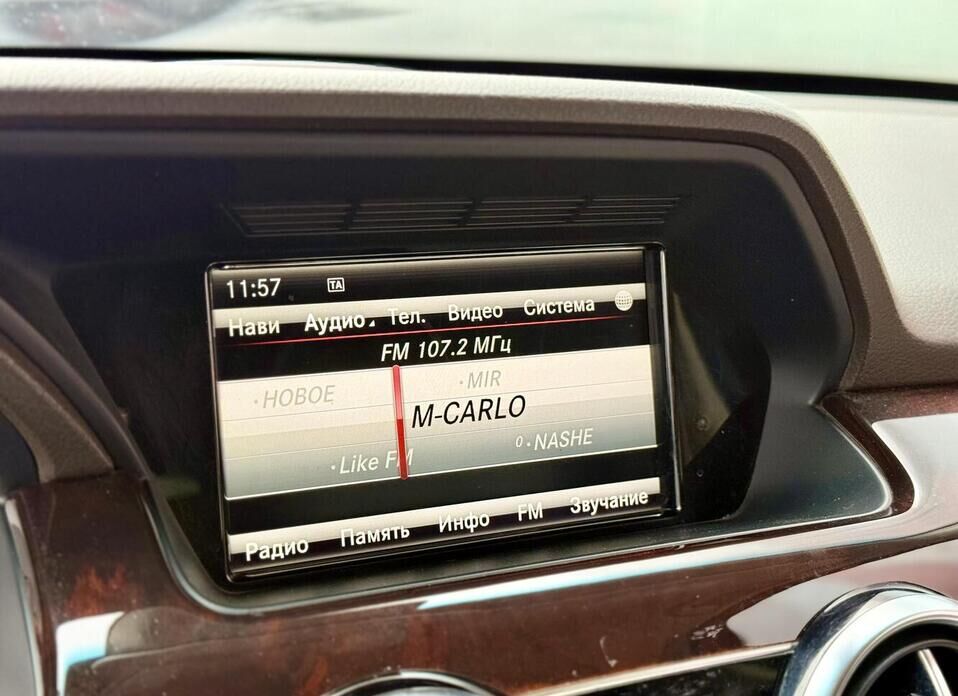 11:57 TA
Нави Аудио Тел. Видео Система
FM 107.2 МГц
·НОВОЕ ·MIR
M-CARLO
·Like FM 0·NASHE
Радио Память Инфо FM Звучание